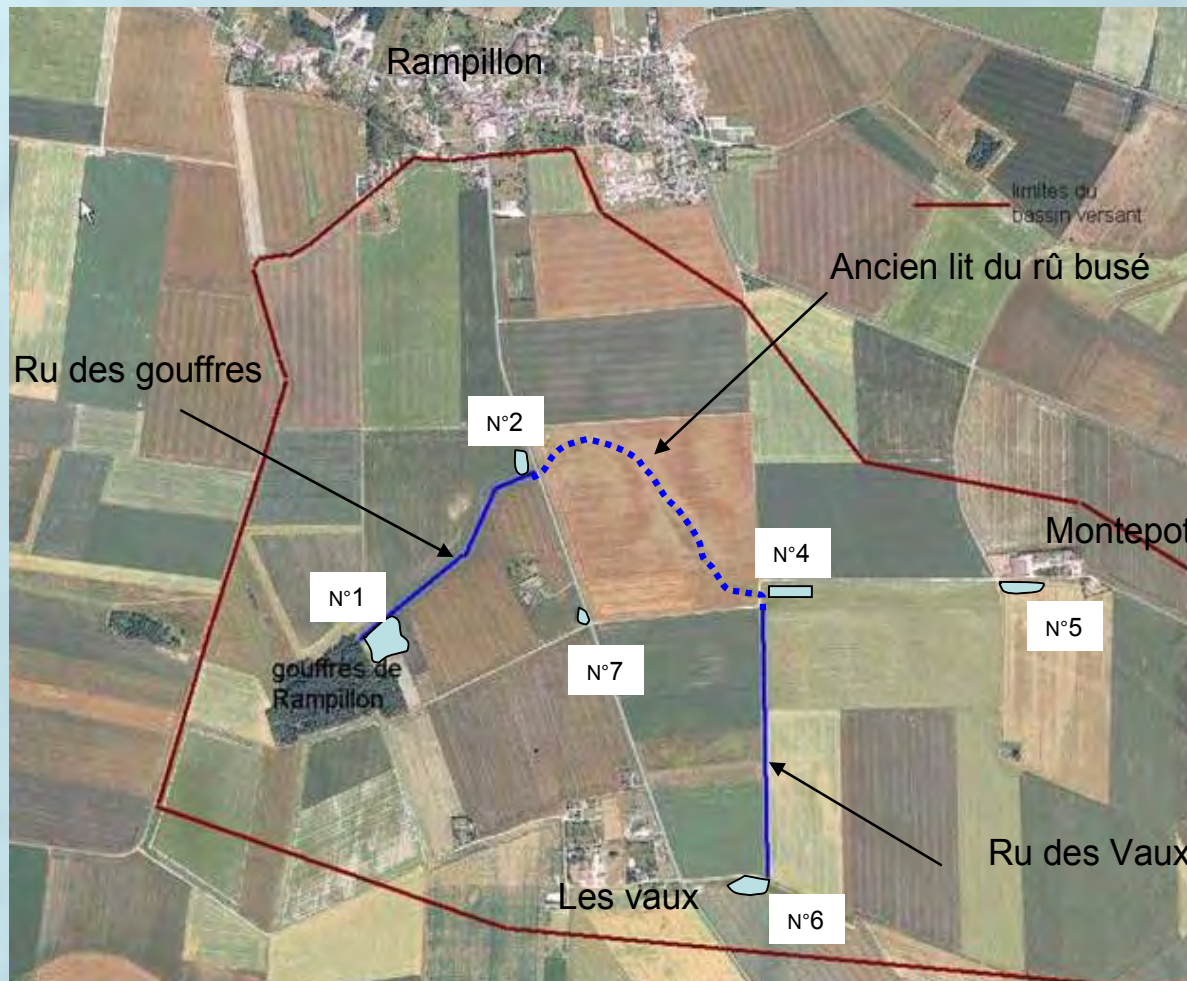 Rampillon
limites du
bassin versant
Ancien lit du rû busé
Ru des gouffres
N°2
Montepot
N°4
N°1
N°5
gouffres de
Rampillon
N°7
Ru des Vaux
Les vaux
N°6